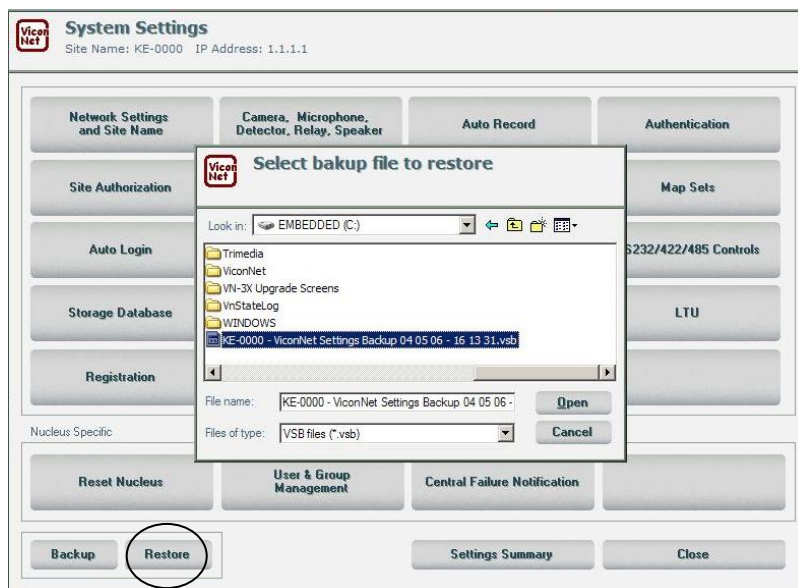 Vicon
Net
System Settings
Site Name: KE-0000 IP Address: 1.1.1.1
Network Settings
and Site Name
Camera, Microphone,
Detector, Relay, Speaker
Auto Record
Authentication
Site Authorization
Map Sets
Auto Login
S232/422/485 Controls
Storage Database
LTU
Registration
Vicon
Net
Select bakup file to restore
Look in:
EMBEDDED (C:)
Trimedia
ViconNet
VN-3X Upgrade Screens
VnStateLog
WINDOWS
KE-0000 - ViconNet Settings Backup 04 05 06 - 16 13 31.vsb
File name:
KE-0000 - ViconNet Settings Backup 04 05 06 -
Open
Files of type:
VSB files (*.vsb)
Cancel
Nucleus Specific
Reset Nucleus
User & Group
Management
Central Failure Notification
Backup
Restore
Settings Summary
Close